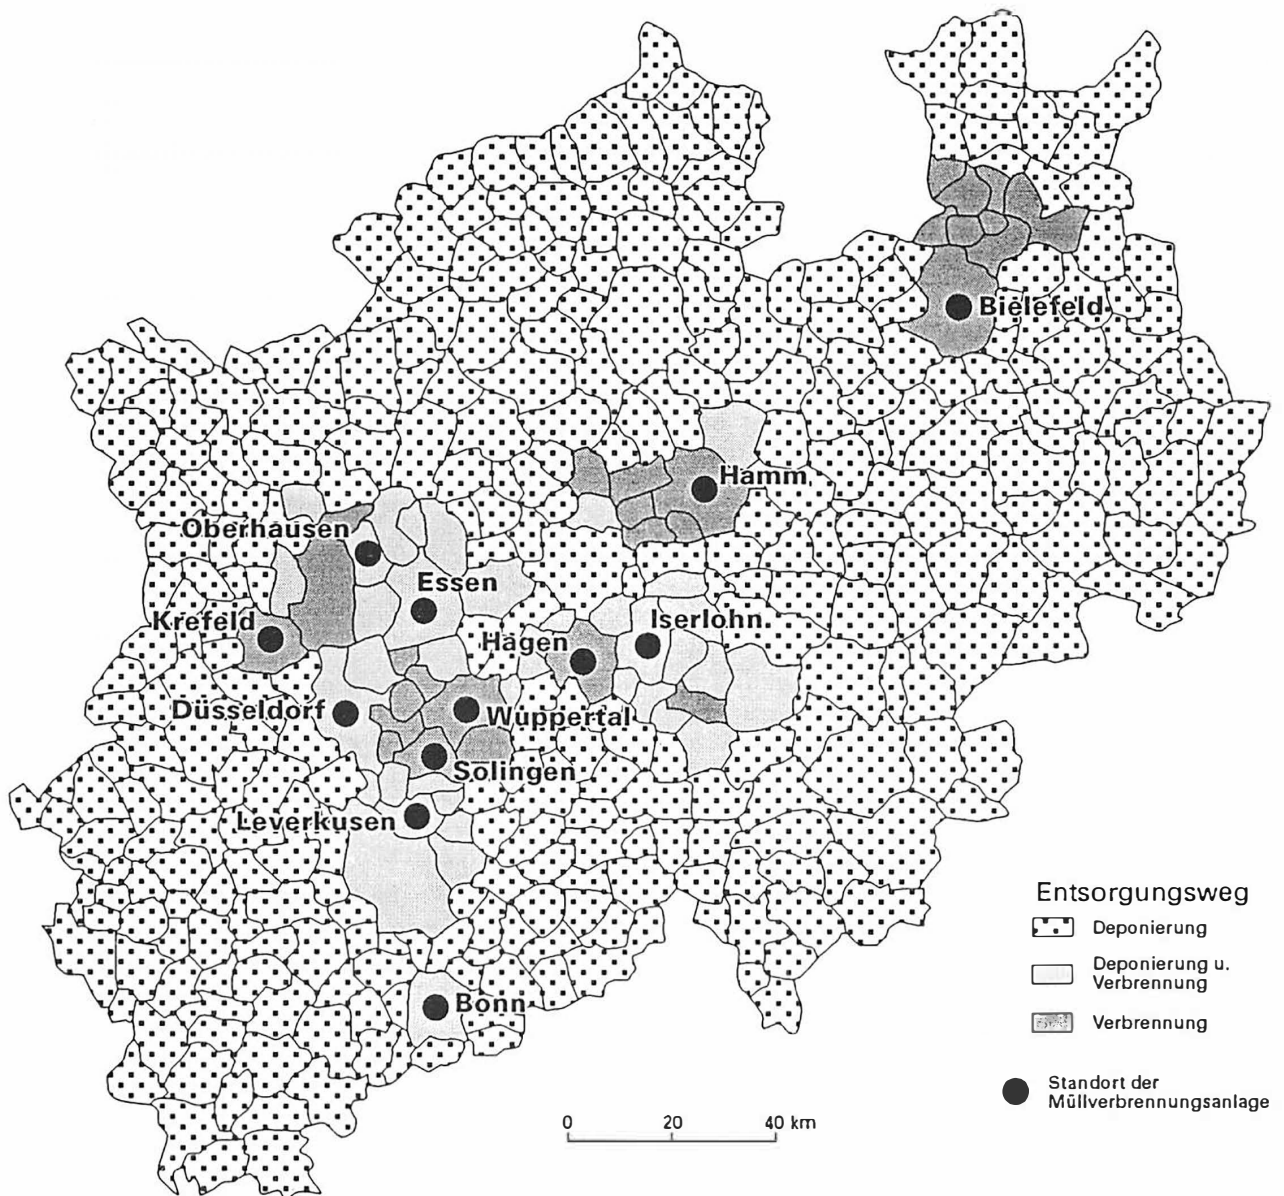 Bielefeld
Hamm
Oberhausen
Essen
Krefeld
Iserlohn
Hagen
Düsseldorf
Wuppertal
Solingen
Leverkusen
Bonn
Entsorgungsweg
Deponierung
Deponierung u.
Verbrennung
Verbrennung
Standort der
Müllverbrennungsanlage
0 20 40 km